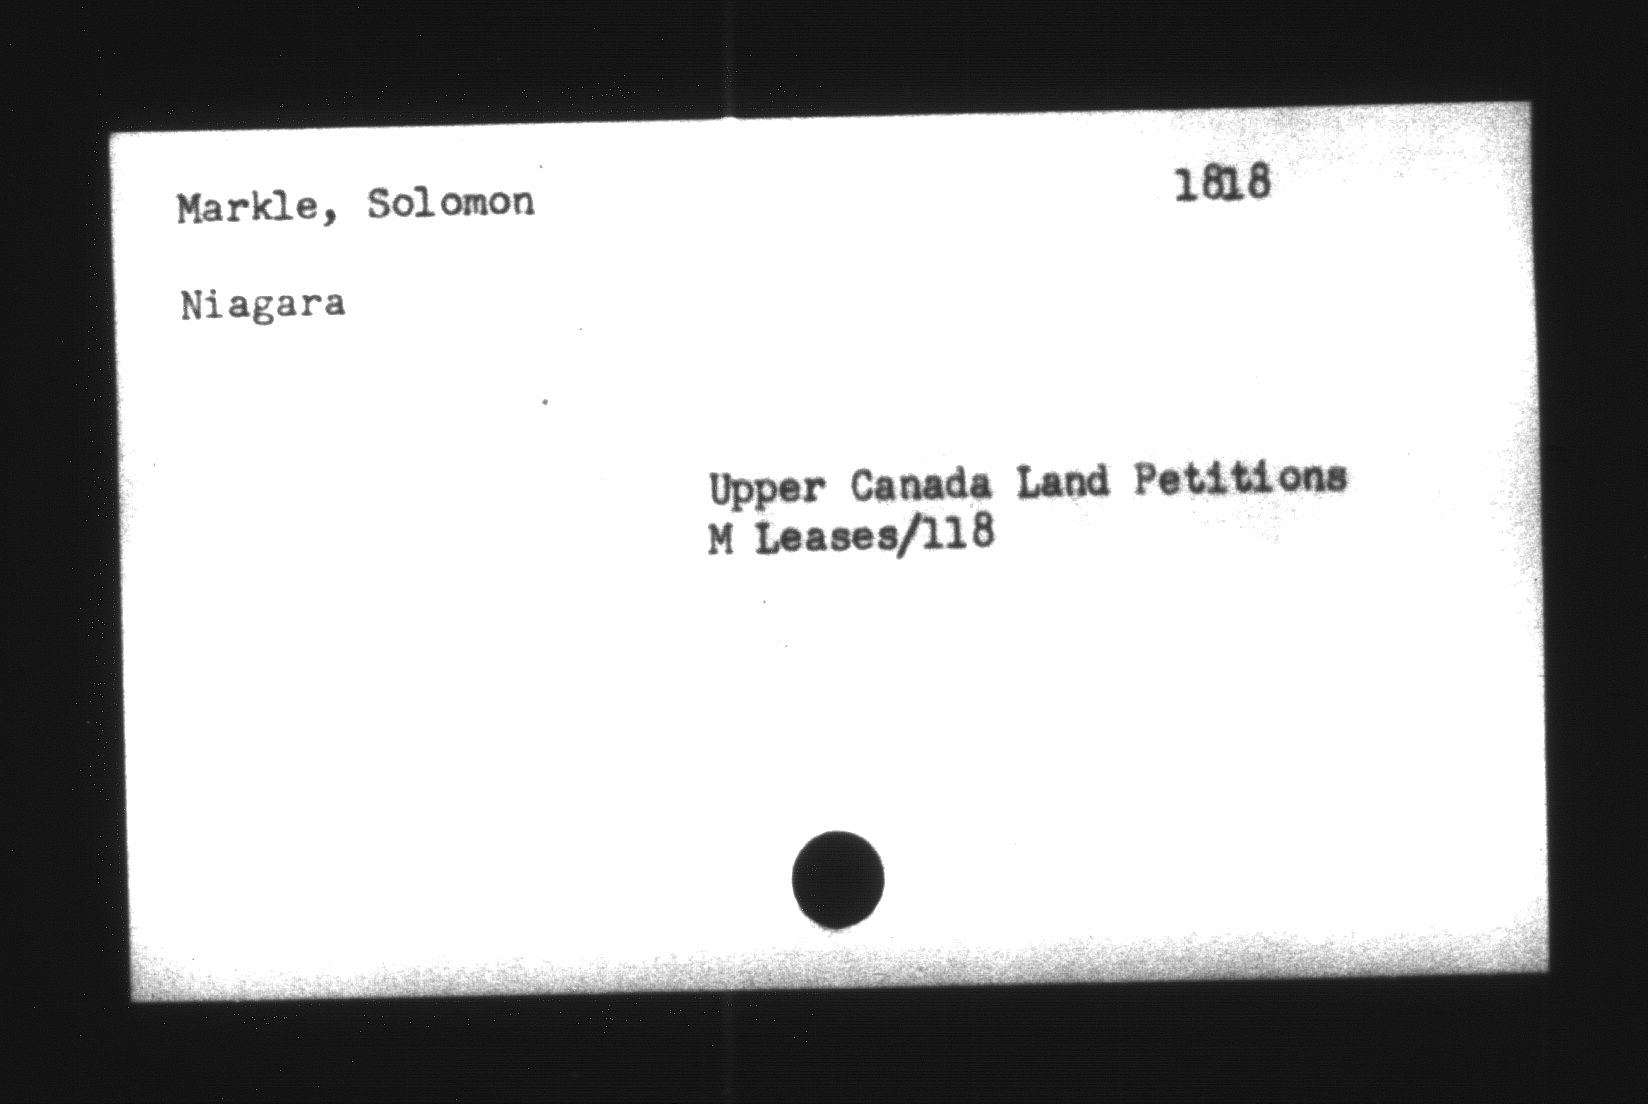 Markle, Solomon 1818
Niagara
Upper Canada Land Petitions
M Leases/118